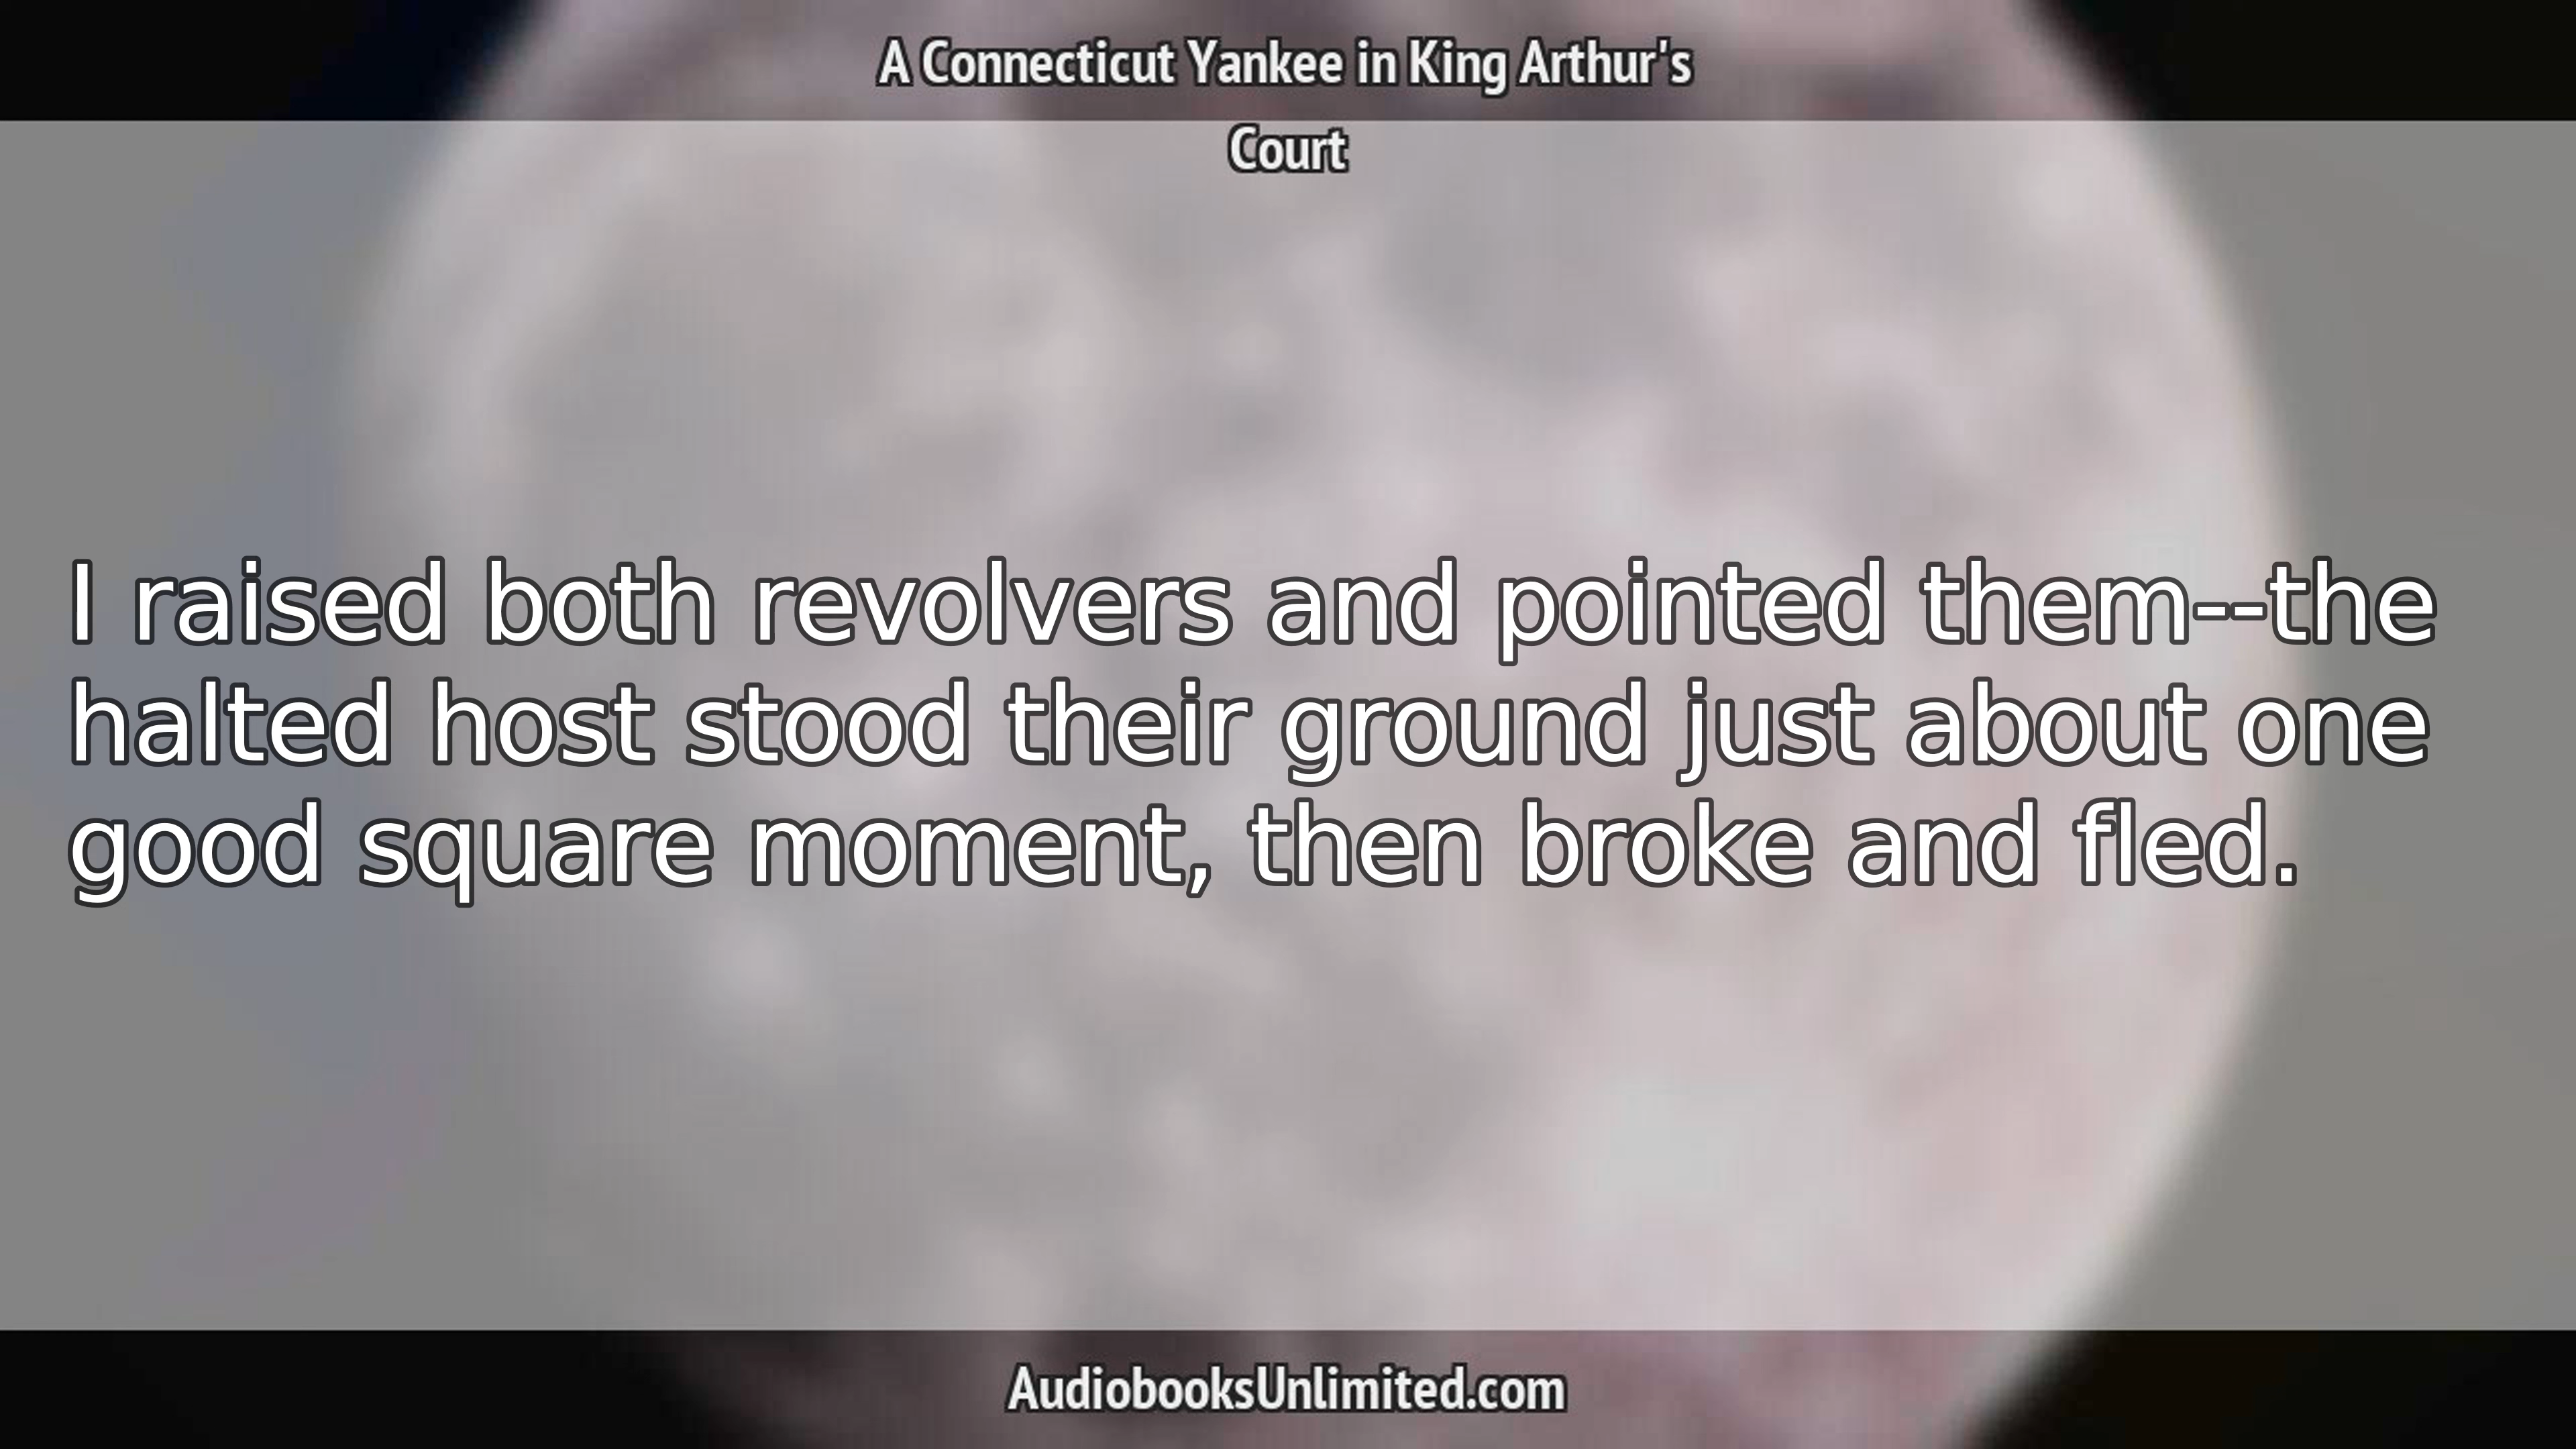 A Connecticut Yankee in King Arthur's
Court
I raised both revolvers and pointed them--the
halted host stood their ground just about one
good square moment, then broke and fled.
AudiobooksUnlimited.com